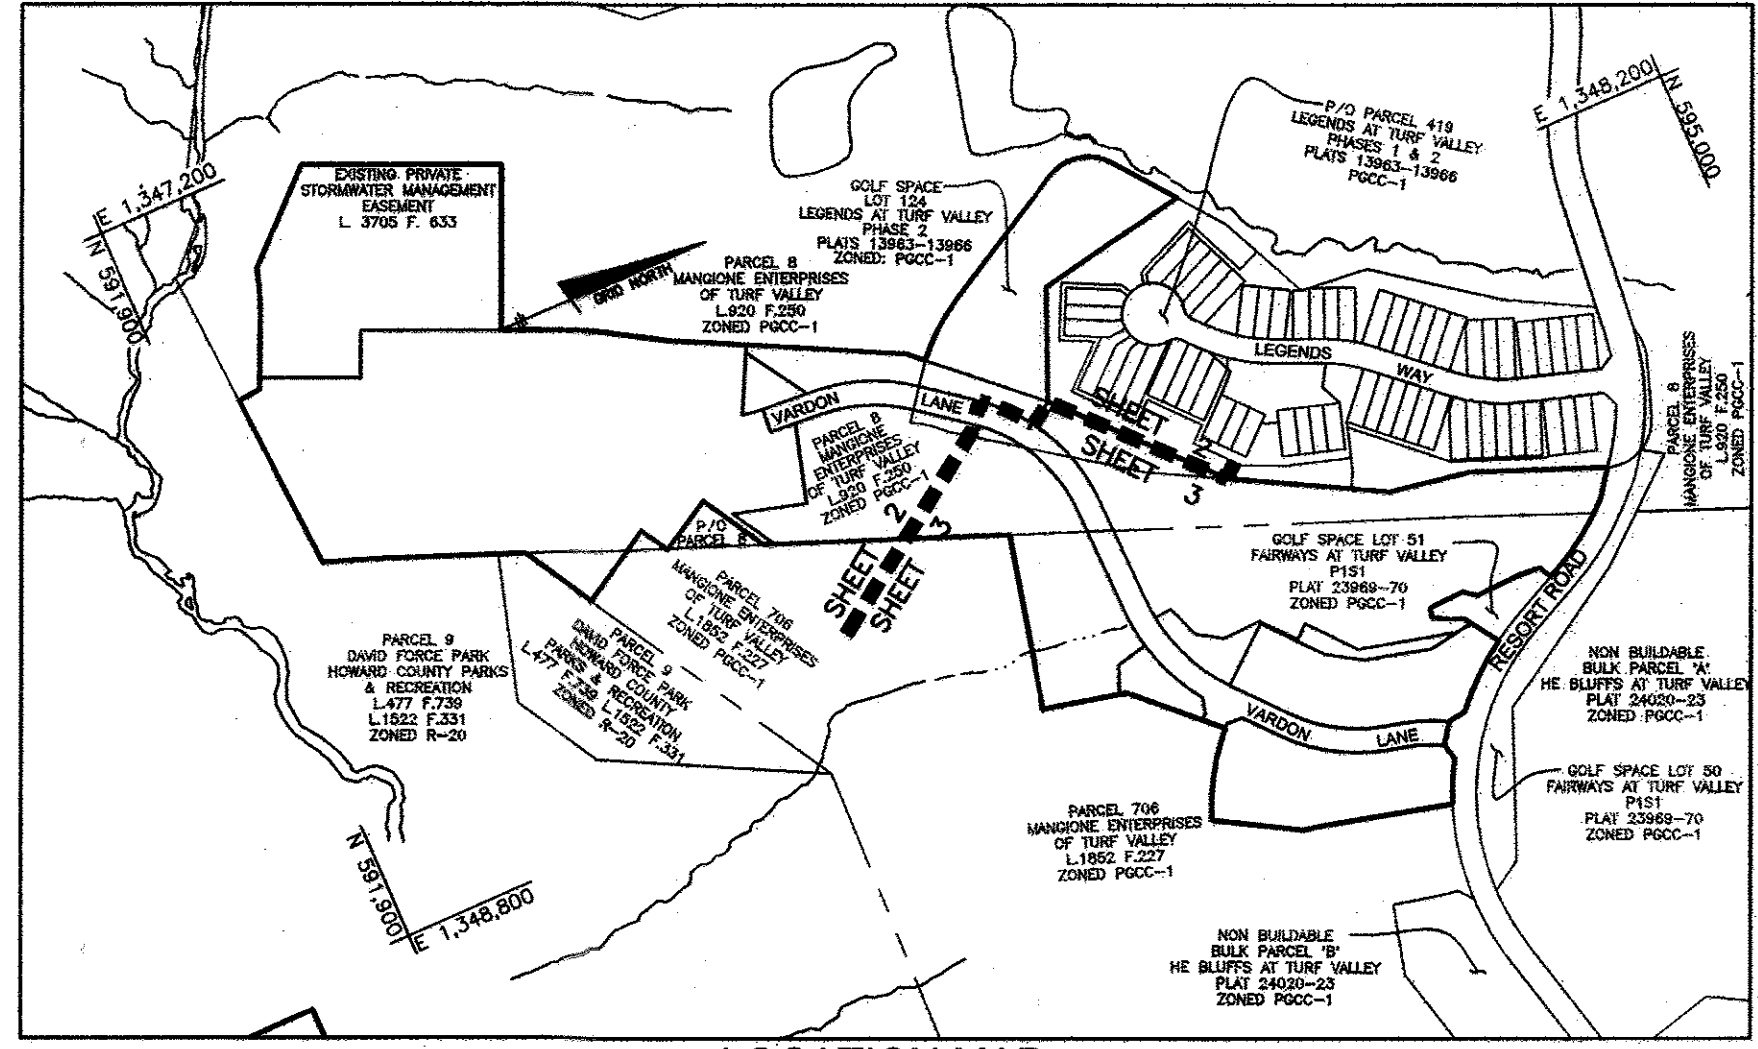 E 1,348,200
N 595,000
P/O PARCEL 419
LEGENDS AT TURF VALLEY
PHASES 1 & 2
PLATS 13963-13966
PGCC-1
EXISTING PRIVATE
STORMWATER MANAGEMENT
EASEMENT
L. 3705 F. 633
E 1,347,200
N 591,900
GOLF SPACE
LOT 124
LEGENDS AT TURF VALLEY
PHASE 2
PLATS 13963-13966
ZONED: PGCC-1
GRID NORTH
PARCEL 8
MANGIONE ENTERPRISES
OF TURF VALLEY
L.920 F.250
ZONED PGCC-1
LEGENDS
WAY
PARCEL 8
MANGIONE ENTERPRISES
OF TURF VALLEY
L.920 F.250
ZONED PGCC-1
VARDON
LANE
SHEET 2
SHEET 3
PARCEL 8
MANGIONE
ENTERPRISES
OF TURF VALLEY
L.920 F.250
ZONED PGCC-1
SHEET 2
SHEET 3
P/O
PARCEL 8
GOLF SPACE LOT 51
FAIRWAYS AT TURF VALLEY
P1S1
PLAT 23969-70
ZONED PGCC-1
RESORT ROAD
PARCEL 706
MANGIONE ENTERPRISES
OF TURF VALLEY
L.1852 F.227
ZONED PGCC-1
PARCEL 9
DAVID FORCE PARK
HOWARD COUNTY
PARKS & RECREATION
L.477 F.739 L.1522 F.331
ZONED R-20
PARCEL 9
DAVID FORCE PARK
HOWARD COUNTY PARKS
& RECREATION
L.477 F.739
L.1522 F.331
ZONED R-20
NON BUILDABLE
BULK PARCEL 'A'
HE BLUFFS AT TURF VALLEY
PLAT 24020-23
ZONED PGCC-1
VARDON
LANE
GOLF SPACE LOT 50
FAIRWAYS AT TURF VALLEY
P1S1
PLAT 23969-70
ZONED PGCC-1
PARCEL 706
MANGIONE ENTERPRISES
OF TURF VALLEY
L.1852 F.227
ZONED PGCC-1
N 591,900
E 1,348,800
NON BUILDABLE
BULK PARCEL 'B'
HE BLUFFS AT TURF VALLEY
PLAT 24020-23
ZONED PGCC-1